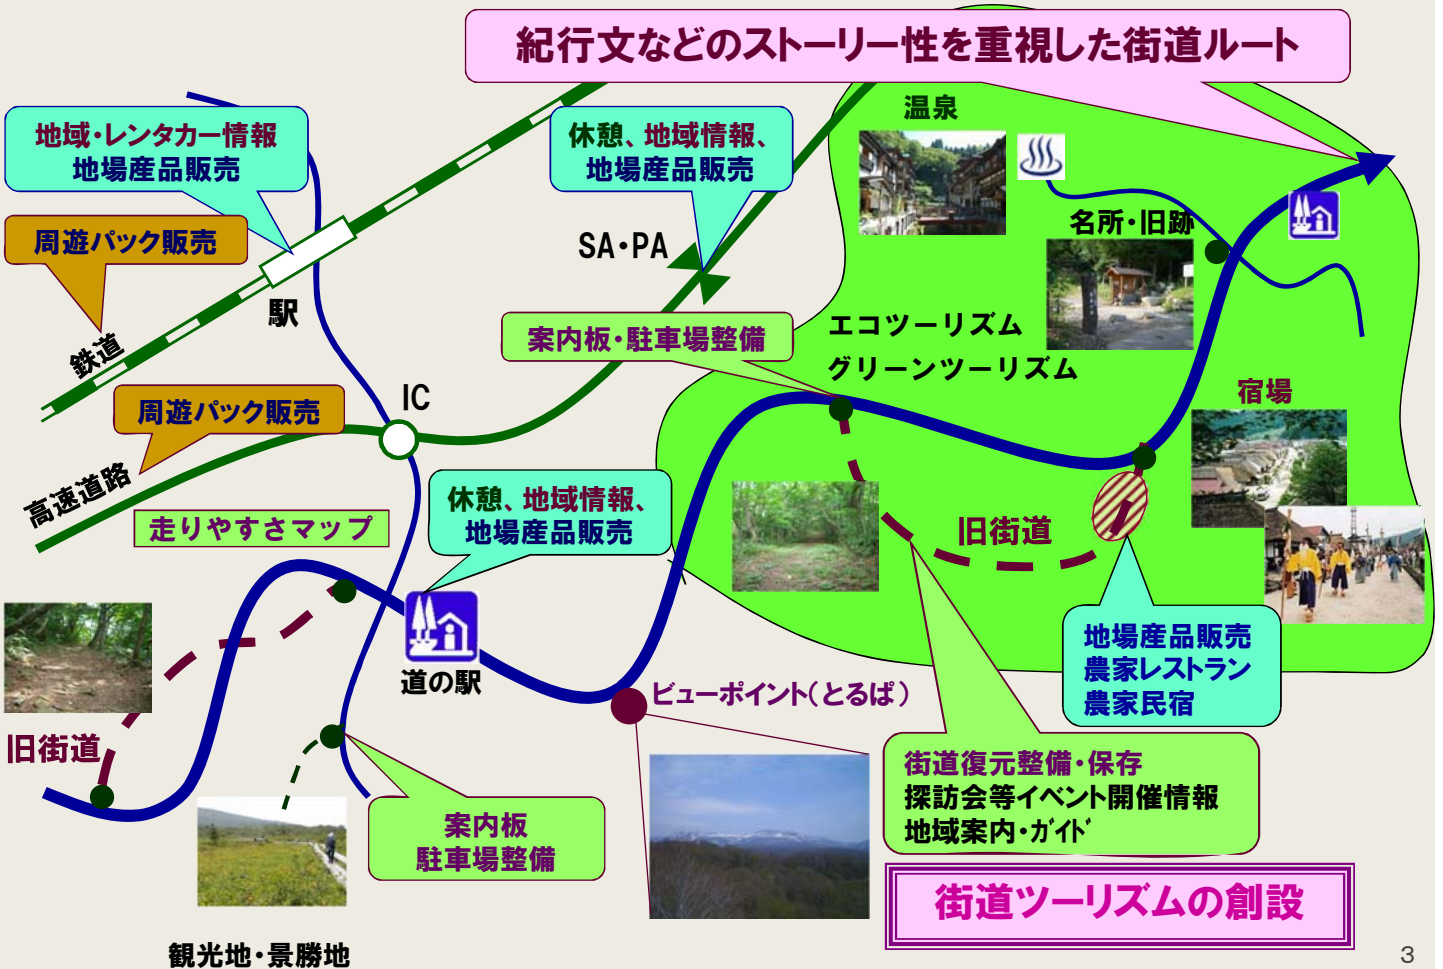 紀行文などのストーリー性を重視した街道ルート
地域・レンタカー情報
地場産品販売
休憩、地域情報、
地場産品販売
温泉
周遊パック販売
SA・PA
名所・旧跡
駅
案内板・駐車場整備
エコツーリズム
グリーンツーリズム
鉄道
周遊パック販売
IC
宿場
高速道路
走りやすさマップ
休憩、地域情報、
地場産品販売
旧街道
道の駅
ビューポイント（とるぱ）
地場産品販売
農家レストラン
農家民宿
旧街道
街道復元整備・保存
探訪会等イベント開催情報
地域案内・ガイド
案内板
駐車場整備
街道ツーリズムの創設
観光地・景勝地
3